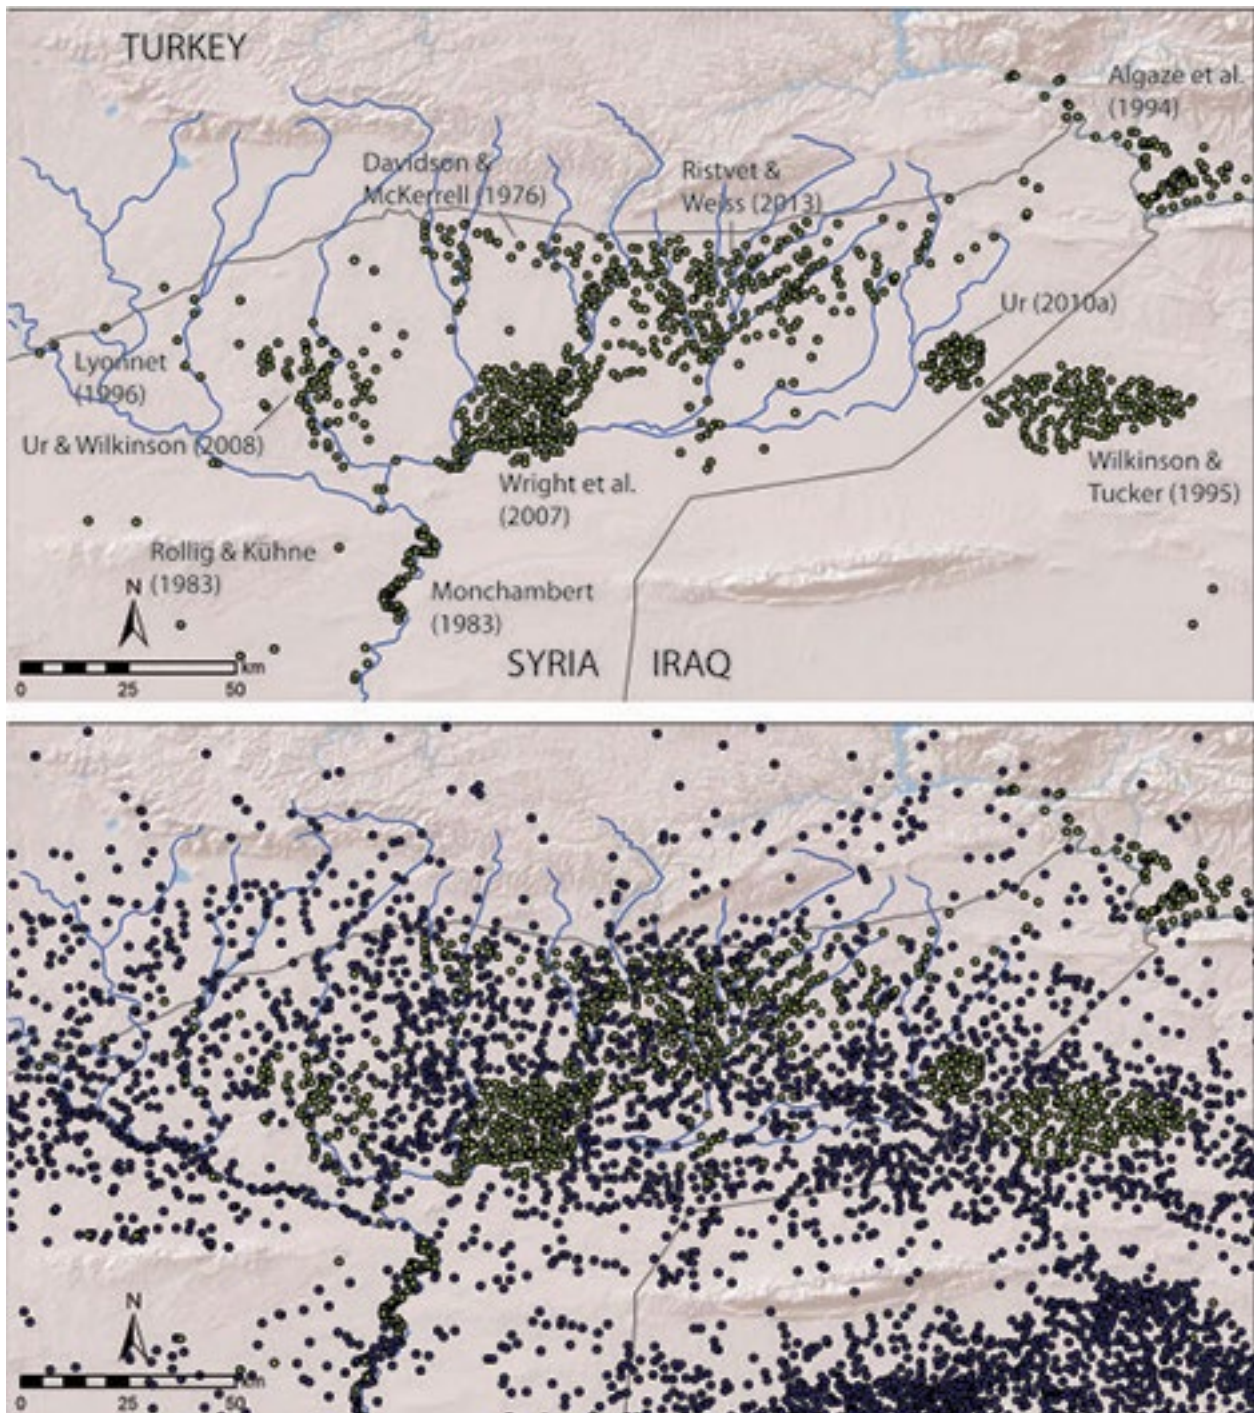 TURKEY
Algaze et al.
(1994)
Davidson &
McKerrell (1976)
Ristvet &
Weiss (2013)
Ur (2010a)
Lyonnet
(1996)
Ur & Wilkinson (2008)
Wilkinson &
Tucker (1995)
Wright et al.
(2007)
Rollig & Kühne
(1983)
N
Monchambert
(1983)
SYRIA IRAQ
km
0 25 50
N
km
0 25 50